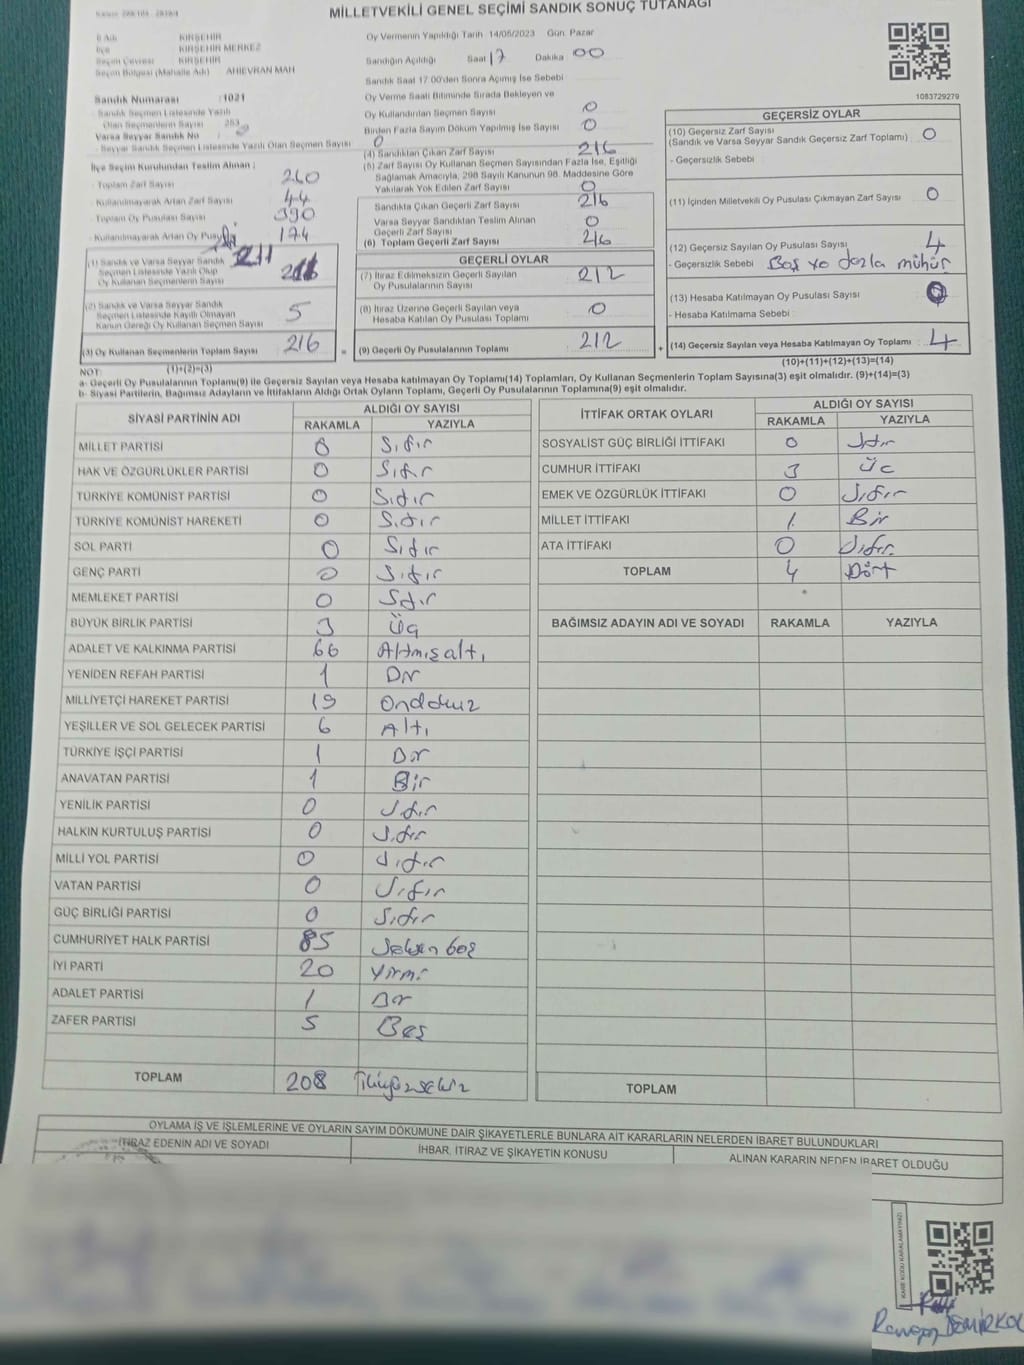 MİLLETVEKİLİ GENEL SEÇİMİ SANDIK SONUÇ TUTANAĞI
İl Adı KIRŞEHİR
İlçe KIRŞEHİR MERKEZ
Seçim Çevresi KIRŞEHİR
Seçim Bölgesi (Mahalle Adı) AHİEVRAN MAH
Sandık Numarası : 1021
- Sandık Seçmen Listesinde Yazılı
Olan Seçmenlerin Sayısı : 253
Varsa Seyyar Sandık No
- Seyyar Sandık Seçmen Listesinde Yazılı Olan Seçmen Sayısı 0
İlçe Seçim Kurulundan Teslim Alınan ;
- Toplam Zarf Sayısı 260
- Kullanılmayarak Artan Zarf Sayısı 44
- Toplam Oy Pusulası Sayısı 390
- Kullanılmayarak Artan Oy Pusulası 174
(1) Sandık ve Varsa Seyyar Sandık 211
Seçmen Listesinde Yazılı Olup
Oy Kullanan Seçmenlerin Sayısı
(2) Sandık ve Varsa Seyyar Sandık
Seçmen Listesinde Kayıtlı Olmayan
Kanun Gereği Oy Kullanan Seçmen Sayısı 5
(3) Oy Kullanan Seçmenlerin Toplam Sayısı 216
Oy Vermenin Yapıldığı Tarih 14/05/2023 Gün Pazar
Sandığın Açıldığı Saat 17 Dakika 00
Sandık Saat 17:00'den Sonra Açılmış İse Sebebi
Oy Verme Saati Bitiminde Sırada Bekleyen ve
Oy Kullandırılan Seçmen Sayısı 0
Birden Fazla Sayım Döküm Yapılmış İse Sayısı 0
(4) Sandıktan Çıkan Zarf Sayısı 216
(5) Zarf Sayısı Oy Kullanan Seçmen Sayısından Fazla İse, Eşitliği
Sağlamak Amacıyla, 298 Sayılı Kanunun 98. Maddesine Göre
Yakılarak Yok Edilen Zarf Sayısı 0
Sandıkta Çıkan Geçerli Zarf Sayısı 216
Varsa Seyyar Sandıktan Teslim Alınan
Geçerli Zarf Sayısı 0
(6) Toplam Geçerli Zarf Sayısı 216
GEÇERLİ OYLAR
(7) İtiraz Edilmeksizin Geçerli Sayılan
Oy Pusulalarının Sayısı 212
(8) İtiraz Üzerine Geçerli Sayılan veya
Hesaba Katılan Oy Pusulası Toplamı 0
= (9) Geçerli Oy Pusulalarının Toplamı 212
1083729279
GEÇERSİZ OYLAR
(10) Geçersiz Zarf Sayısı
(Sandık ve Varsa Seyyar Sandık Geçersiz Zarf Toplamı) 0
- Geçersizlik Sebebi
(11) İçinden Milletvekili Oy Pusulası Çıkmayan Zarf Sayısı 0
(12) Geçersiz Sayılan Oy Pusulası Sayısı 4
- Geçersizlik Sebebi Boş ve fazla mühür
(13) Hesaba Katılmayan Oy Pusulası Sayısı 0
- Hesaba Katılmama Sebebi
+ (14) Geçersiz Sayılan veya Hesaba Katılmayan Oy Toplamı 4
NOT: (1)+(2)=(3) (10)+(11)+(12)+(13)=(14)
a- Geçerli Oy Pusulalarının Toplamı(9) ile Geçersiz Sayılan veya Hesaba katılmayan Oy Toplamı(14) Toplamları, Oy Kullanan Seçmenlerin Toplam Sayısına(3) eşit olmalıdır. (9)+(14)=(3)
b- Siyasi Partilerin, Bağımsız Adayların ve İttifakların Aldığı Ortak Oyların Toplamı, Geçerli Oy Pusulalarının Toplamına(9) eşit olmalıdır.
SİYASİ PARTİNİN ADI ALDIĞI OY SAYISI
RAKAMLA YAZIYLA
MİLLET PARTİSİ 0 Sıfır
HAK VE ÖZGÜRLÜKLER PARTİSİ 0 Sıfır
TÜRKİYE KOMÜNİST PARTİSİ 0 Sıfır
TÜRKİYE KOMÜNİST HAREKETİ 0 Sıfır
SOL PARTİ 0 Sıfır
GENÇ PARTİ 0 Sıfır
MEMLEKET PARTİSİ 0 Sıfır
BÜYÜK BİRLİK PARTİSİ 3 Üç
ADALET VE KALKINMA PARTİSİ 66 Altmışaltı
YENİDEN REFAH PARTİSİ 1 Bir
MİLLİYETÇİ HAREKET PARTİSİ 19 Ondokuz
YEŞİLLER VE SOL GELECEK PARTİSİ 6 Altı
TÜRKİYE İŞÇİ PARTİSİ 1 Bir
ANAVATAN PARTİSİ 1 Bir
YENİLİK PARTİSİ 0 Sıfır
HALKIN KURTULUŞ PARTİSİ 0 Sıfır
MİLLİ YOL PARTİSİ 0 Sıfır
VATAN PARTİSİ 0 Sıfır
GÜÇ BİRLİĞİ PARTİSİ 0 Sıfır
CUMHURİYET HALK PARTİSİ 85 Seksen beş
İYİ PARTİ 20 Yirmi
ADALET PARTİSİ 1 Bir
ZAFER PARTİSİ 5 Beş
TOPLAM 208 İkiyüzsekiz
İTTİFAK ORTAK OYLARI ALDIĞI OY SAYISI
RAKAMLA YAZIYLA
SOSYALİST GÜÇ BİRLİĞİ İTTİFAKI 0 Sıfır
CUMHUR İTTİFAKI 3 Üç
EMEK VE ÖZGÜRLÜK İTTİFAKI 0 Sıfır
MİLLET İTTİFAKI 1 Bir
ATA İTTİFAKI 0 Sıfır
TOPLAM 4 Dört
BAĞIMSIZ ADAYIN ADI VE SOYADI RAKAMLA YAZIYLA
TOPLAM
OYLAMA İŞ VE İŞLEMLERİNE VE OYLARIN SAYIM DÖKÜMÜNE DAİR ŞİKAYETLERLE BUNLARA AİT KARARLARIN NELERDEN İBARET BULUNDUKLARI
İTİRAZ EDENİN ADI VE SOYADI İHBAR, İTİRAZ VE ŞİKAYETİN KONUSU ALINAN KARARIN NEDEN İBARET OLDUĞU
KARE KODU KARALAMAYINIZ!
DEMİRKOL